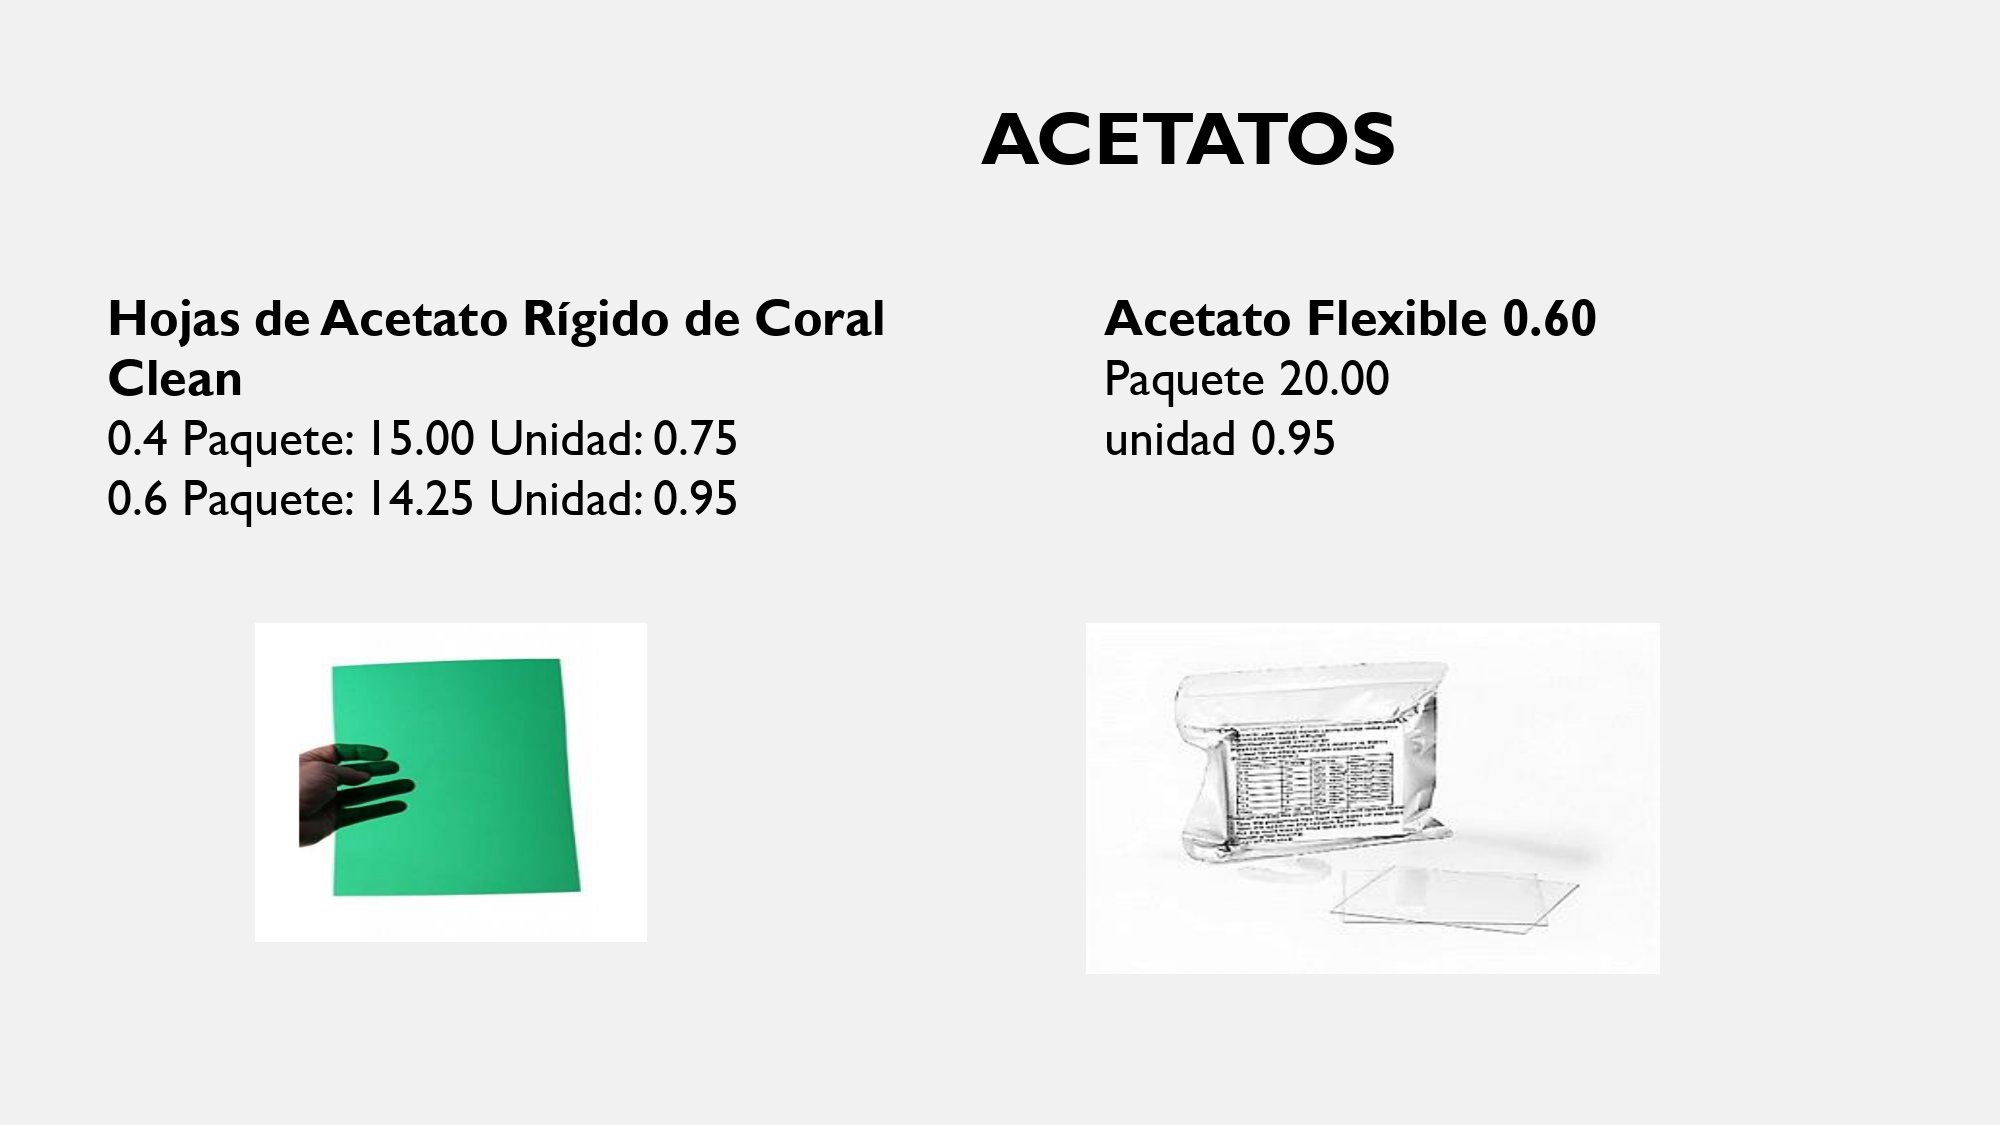 ACETATOS
Hojas de Acetato Rígido de Coral
Clean
0.4 Paquete: 15.00 Unidad: 0.75
0.6 Paquete: 14.25 Unidad: 0.95
Acetato Flexible 0.60
Paquete 20.00
unidad 0.95